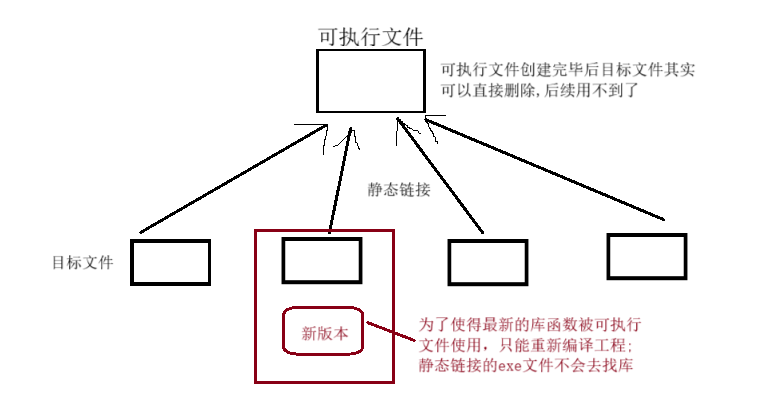 可执行文件
可执行文件创建完毕后目标文件其实
可以直接删除,后续用不到了
静态链接
目标文件
新版本
为了使得最新的库函数被可执行
文件使用，只能重新编译工程;
静态链接的exe文件不会去找库